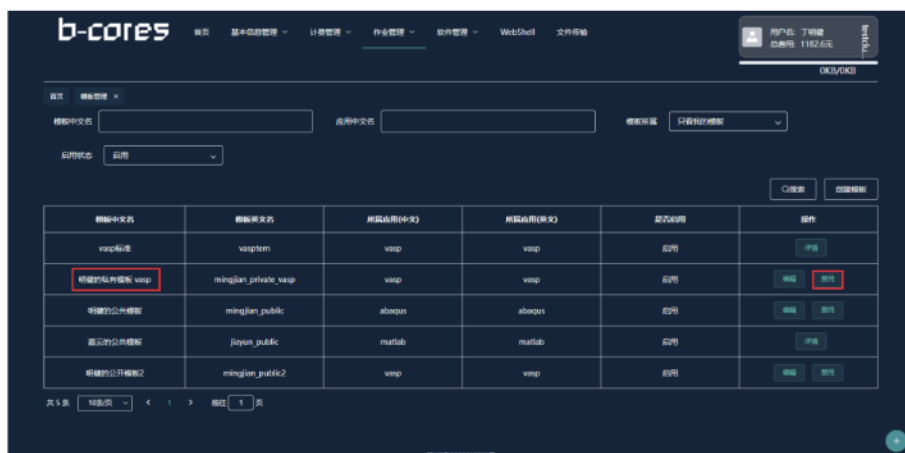 b-cores 首页 基本信息管理 计费管理 作业管理 软件管理 WebShell 文件传输
用户名: 丁明健
总费用: 1182.6元
testclu...
0KB/0KB
首页 模板管理 ×
模板中文名 应用中文名 模板所属 只看我的模板
启用状态 启用
搜索 创建模板
模板中文名 模板英文名 所属应用(中文) 所属应用(英文) 是否启用 操作
vasp标准 vasptem vasp vasp 启用 详情
明健的私有模板 vasp mingjian_private_vasp vasp vasp 启用 编辑 禁用
明健的公共模板 mingjian_public abaqus abaqus 启用 编辑 禁用
嘉云的公共模板 jiayun_public matlab matlab 启用 详情
明健的公开模板2 mingjian_public2 vasp vasp 启用 编辑 禁用
共 5 条 10条/页 < 1 > 前往 1 页